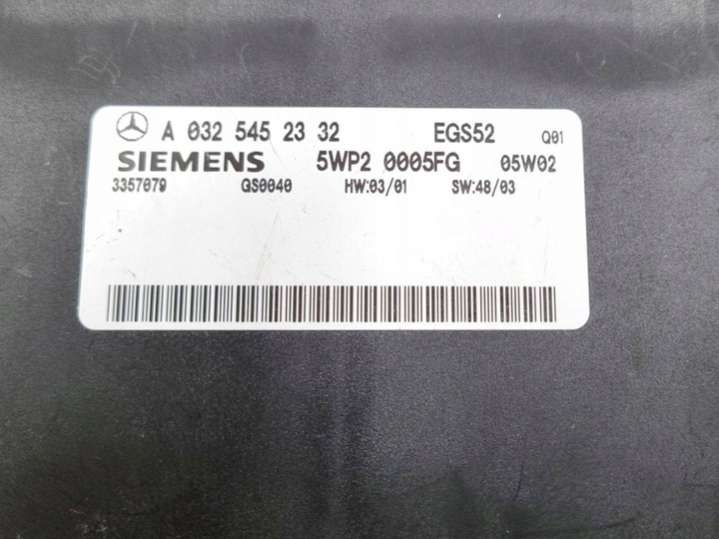 A 032 545 23 32 EGS52 Q01
SIEMENS 5WP2 0005FG 05W02
3357079 GS0040 HW:03/01 SW:48/03